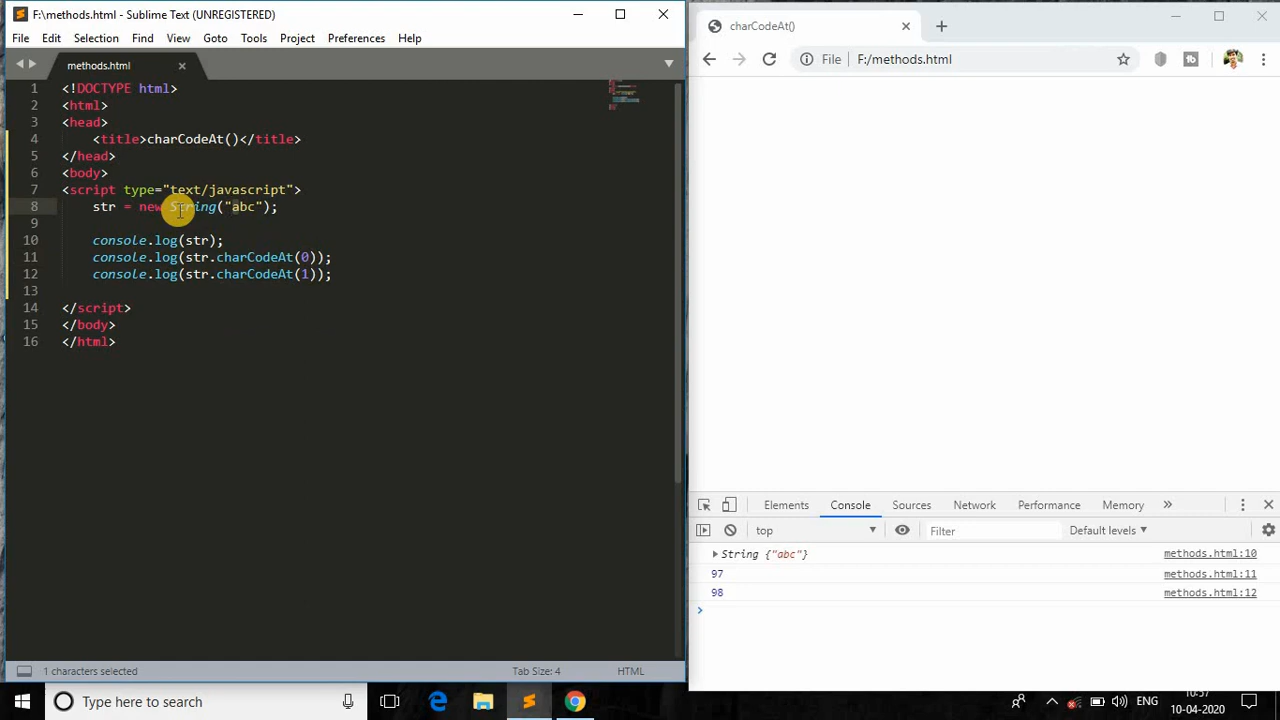 F:\methods.html - Sublime Text (UNREGISTERED)
File Edit Selection Find View Goto Tools Project Preferences Help
methods.html
1 <!DOCTYPE html>
2 <html>
3 <head>
4 <title>charCodeAt()</title>
5 </head>
6 <body>
7 <script type="text/javascript">
8 str = new String("abc");
9
10 console.log(str);
11 console.log(str.charCodeAt(0));
12 console.log(str.charCodeAt(1));
13
14 </script>
15 </body>
16 </html>
1 characters selected Tab Size: 4 HTML
charCodeAt()
File F:/methods.html
Elements Console Sources Network Performance Memory »
top Filter Default levels
String {"abc"} methods.html:10
97 methods.html:11
98 methods.html:12
Type here to search
ENG
10:57
10-04-2020